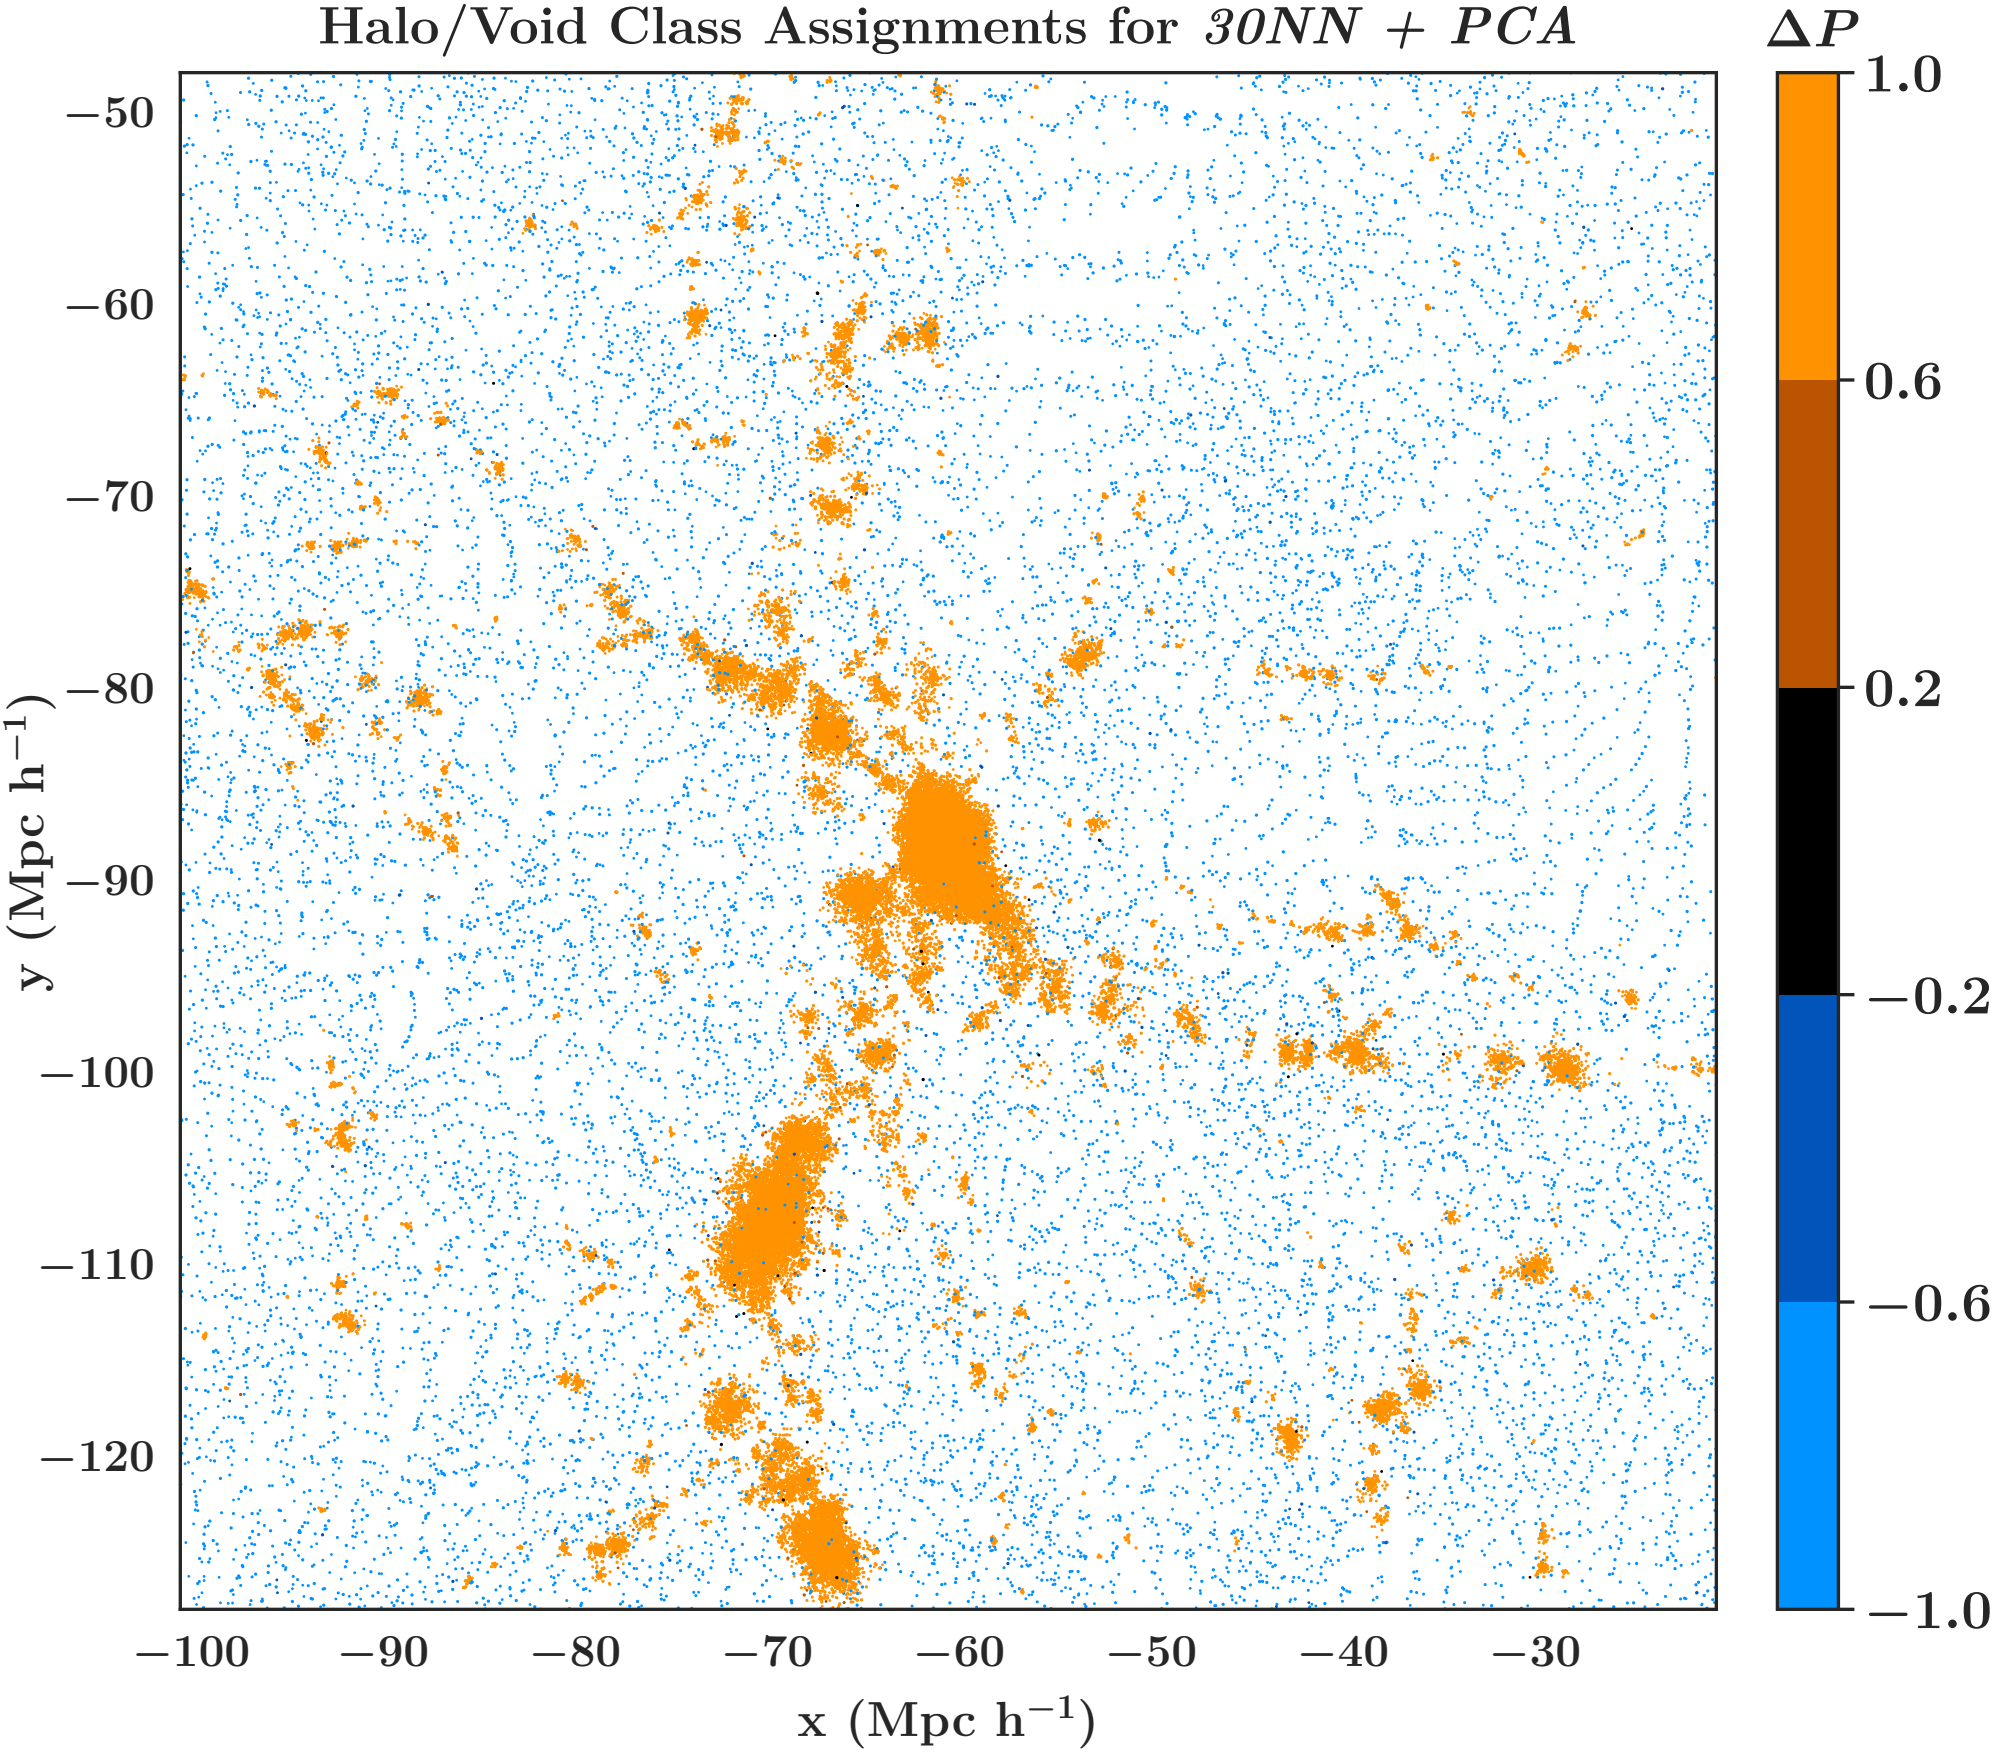 Halo/Void Class Assignments for 30NN + PCA
ΔP
1.0
0.6
0.2
−0.2
−0.6
−1.0
−50
−60
−70
−80
−90
−100
−110
−120
y (Mpc h⁻¹)
−100 −90 −80 −70 −60 −50 −40 −30
x (Mpc h⁻¹)